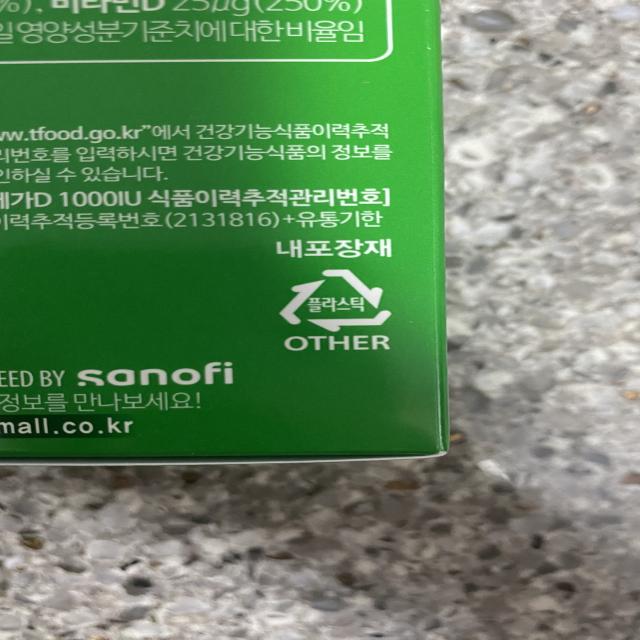 %), 비타민D 25µg(250%)
일 영양성분기준치에 대한 비율임
ww.tfood.go.kr"에서 건강기능식품이력추적
리번호를 입력하시면 건강기능식품의 정보를
인하실 수 있습니다.
메가D 1000IU 식품이력추적관리번호]
이력추적등록번호(2131816)+유통기한
내포장재
플라스틱
OTHER
EED BY sanofi
정보를 만나보세요!
mall.co.kr